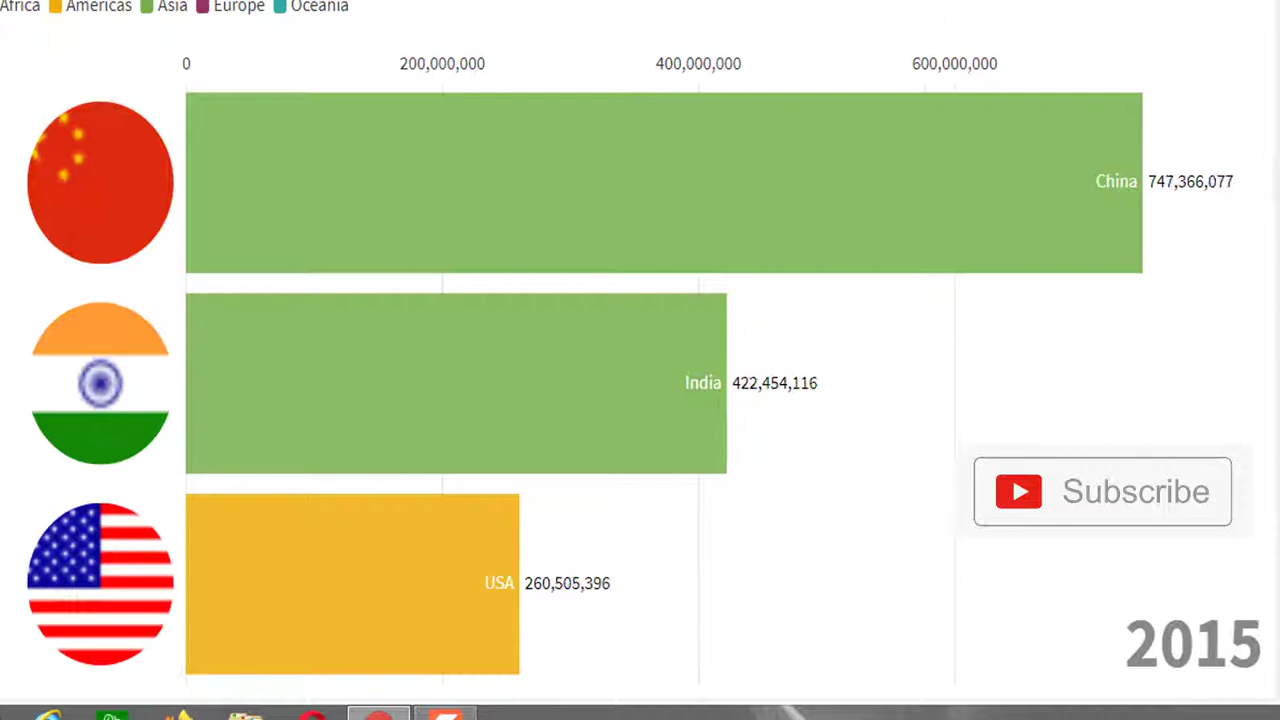 Africa Americas Asia Europe Oceania
0 200,000,000 400,000,000 600,000,000
China 747,366,077
India 422,454,116
Subscribe
USA 260,505,396
2015